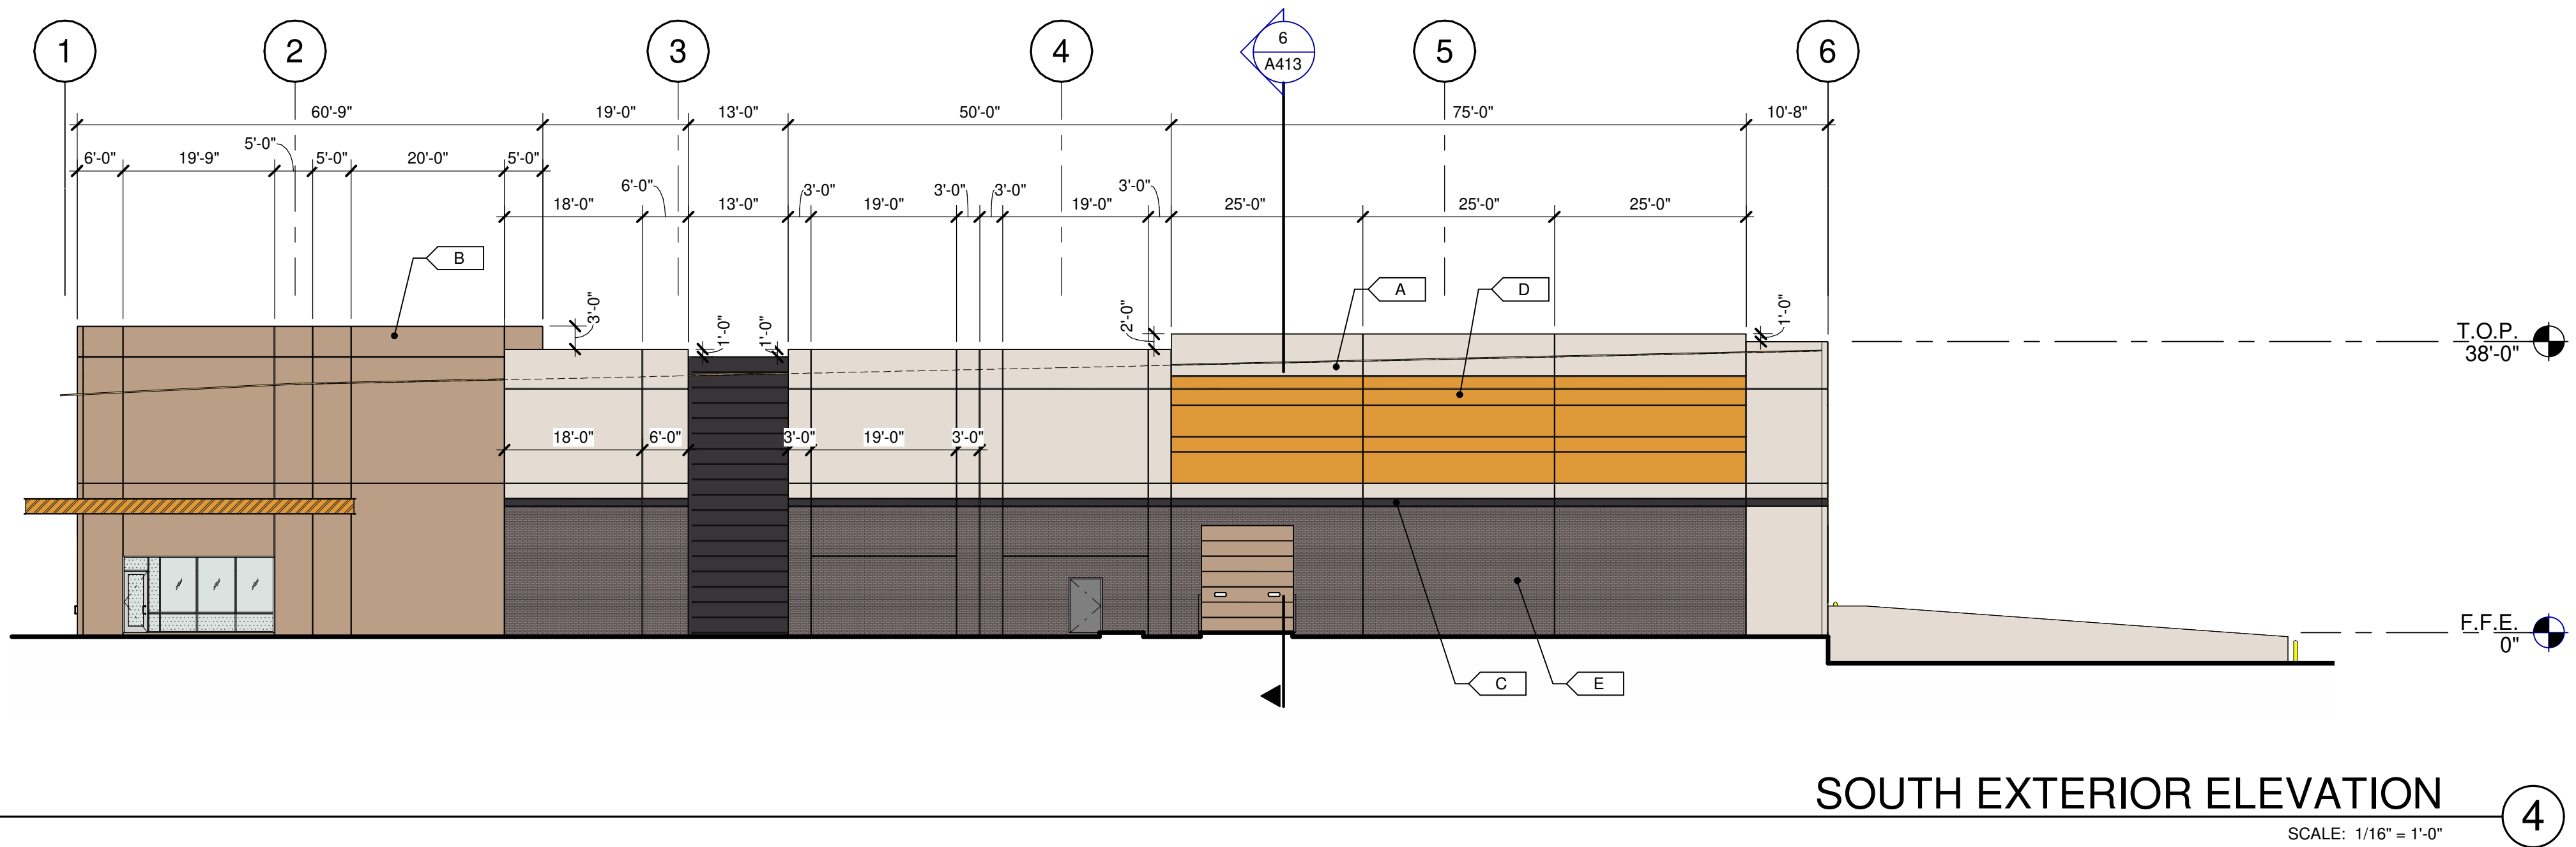 1 2 3 4 6 5 6
A413
60'-9" 19'-0" 13'-0" 50'-0" 75'-0" 10'-8"
5'-0"
6'-0" 19'-9" 5'-0" 20'-0" 5'-0"
6'-0" 3'-0" 3'-0" 3'-0" 3'-0"
18'-0" 13'-0" 19'-0" 19'-0" 25'-0" 25'-0" 25'-0"
B
A D
3'-0" 1'-0" 1'-0" 2'-0" 1'-0"
T.O.P.
38'-0"
18'-0" 6'-0" 3'-0" 19'-0" 3'-0"
F.F.E.
0"
C E
SOUTH EXTERIOR ELEVATION
4
SCALE: 1/16" = 1'-0"